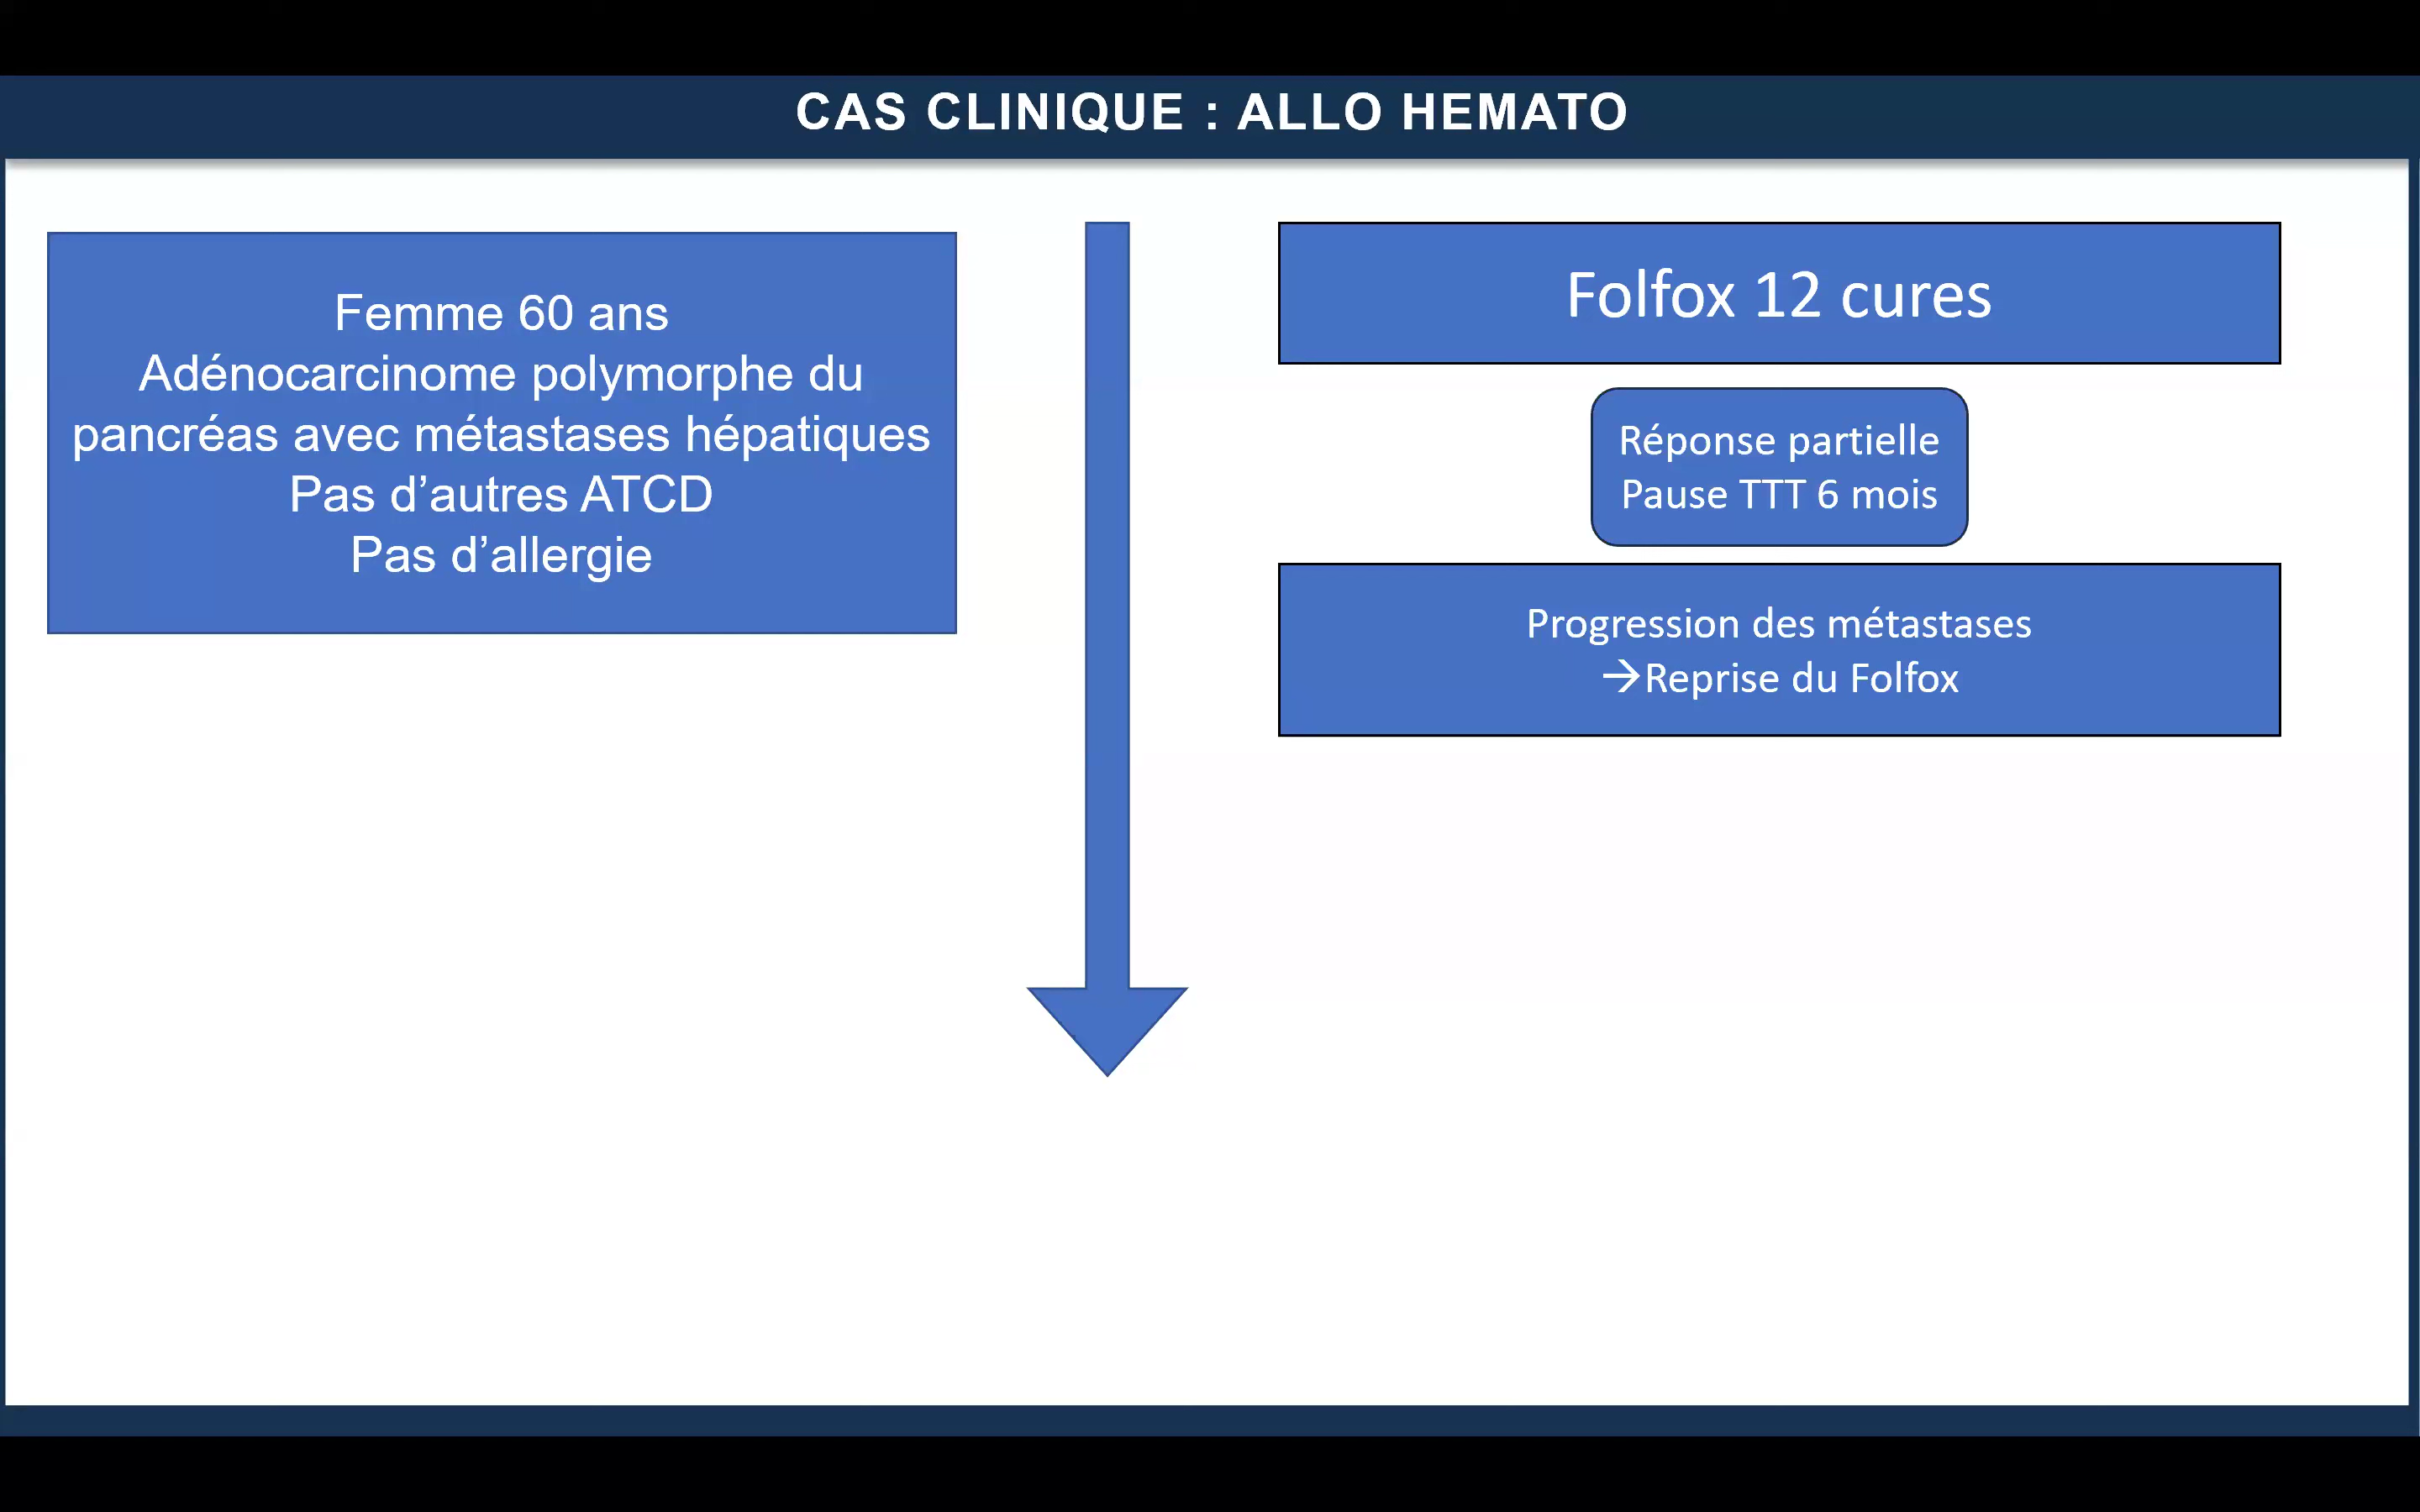 CAS CLINIQUE : ALLO HEMATO
Femme 60 ans
Adénocarcinome polymorphe du
pancréas avec métastases hépatiques
Pas d’autres ATCD
Pas d’allergie
Folfox 12 cures
Réponse partielle
Pause TTT 6 mois
Progression des métastases
→Reprise du Folfox